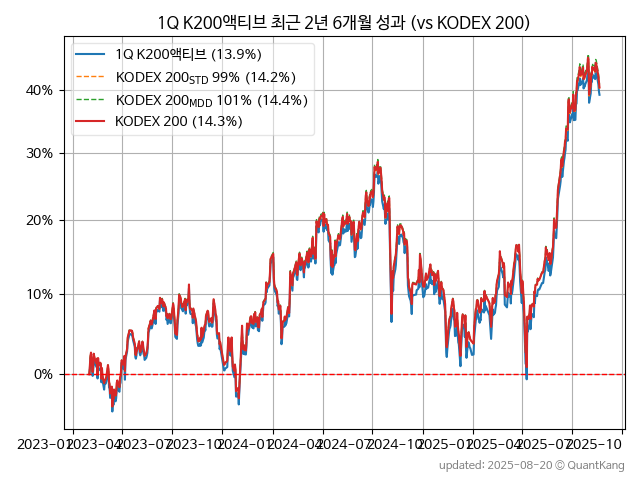 1Q K200액티브 최근 2년 6개월 성과 (vs KODEX 200)
1Q K200액티브 (13.9%)
KODEX 200STD 99% (14.2%)
KODEX 200MDD 101% (14.4%)
KODEX 200 (14.3%)
40%
30%
20%
10%
0%
2023-01 2023-04 2023-07 2023-10 2024-01 2024-04 2024-07 2024-10 2025-01 2025-04 2025-07 2025-10
updated: 2025-08-20 © QuantKang